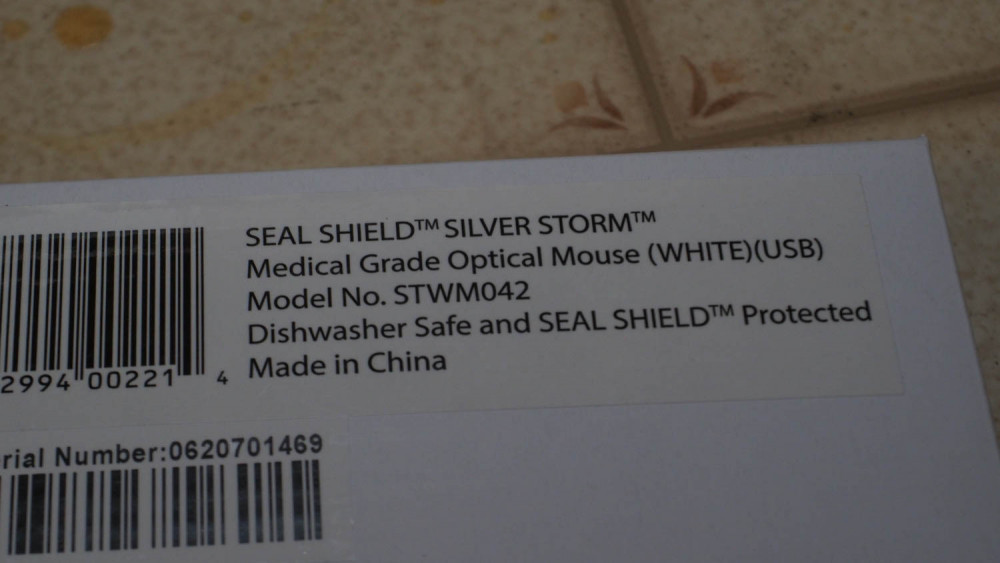 SEAL SHIELD™ SILVER STORM™
Medical Grade Optical Mouse (WHITE)(USB)
Model No. STWM042
Dishwasher Safe and SEAL SHIELD™ Protected
Made in China
2994 00221 4
rial Number:0620701469